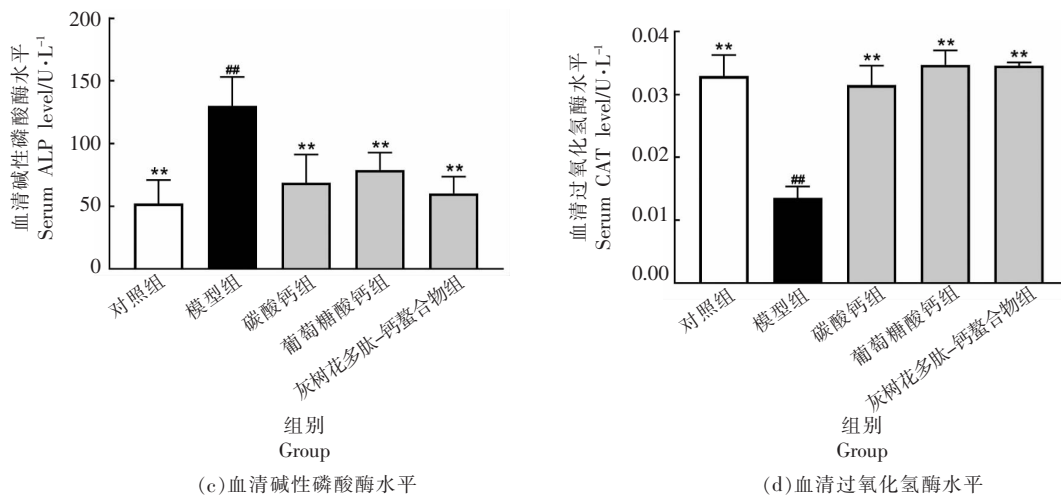 血清碱性磷酸酶水平
Serum ALP level/U·L⁻¹
200
150
100
50
0
**
##
**
**
**
对照组
模型组
碳酸钙组
葡萄糖酸钙组
灰树花多肽-钙螯合物组
组别
Group
(c)血清碱性磷酸酶水平
血清过氧化氢酶水平
Serum CAT level/U·L⁻¹
0.04
0.03
0.02
0.01
0.00
**
##
**
**
**
对照组
模型组
碳酸钙组
葡萄糖酸钙组
灰树花多肽-钙螯合物组
组别
Group
(d)血清过氧化氢酶水平